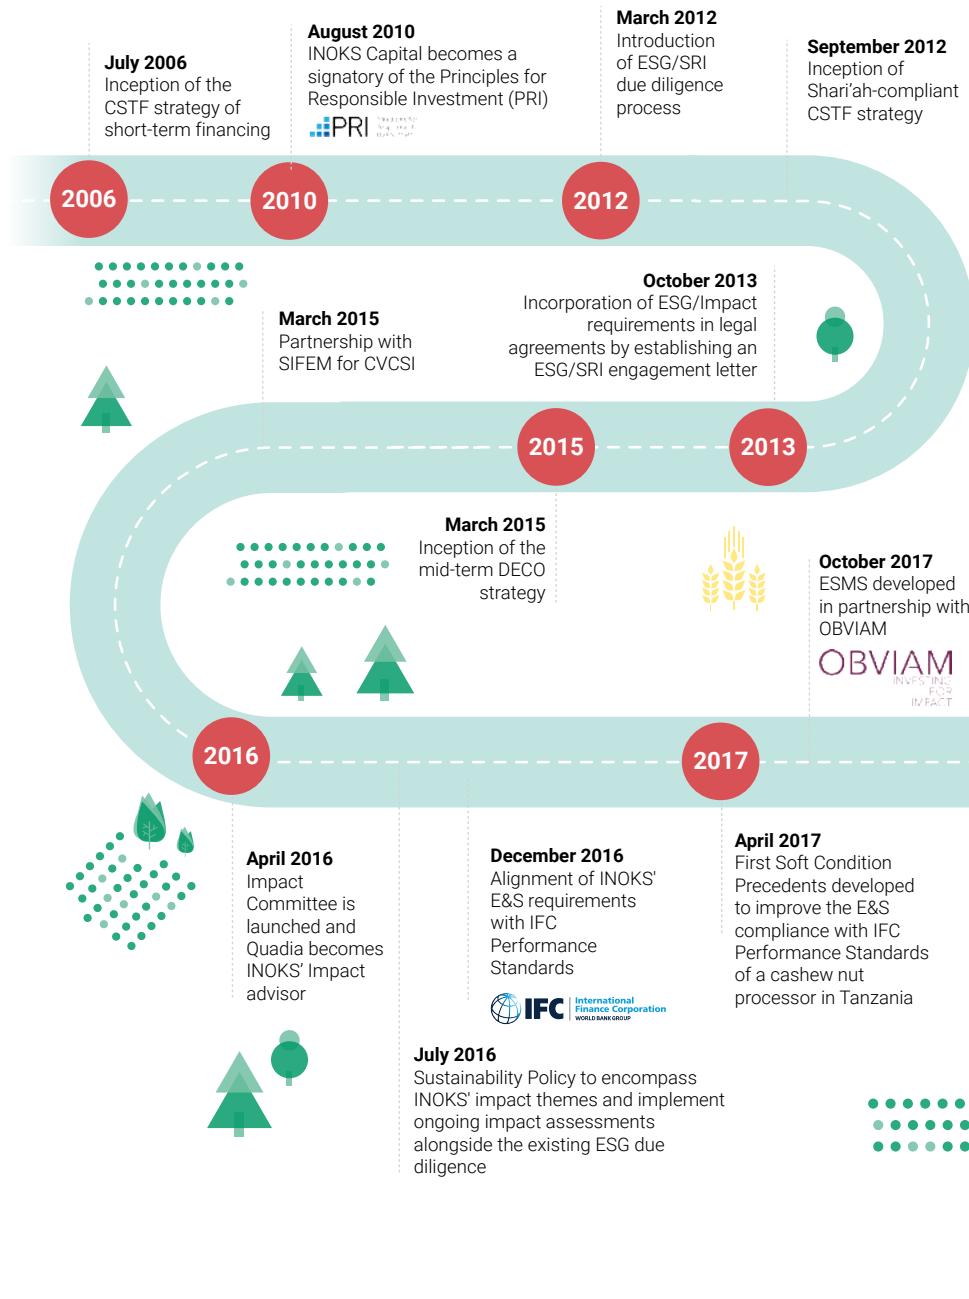 July 2006
Inception of the
CSTF strategy of
short-term financing
August 2010
INOKS Capital becomes a
signatory of the Principles for
Responsible Investment (PRI)
PRI
March 2012
Introduction
of ESG/SRI
due diligence
process
September 2012
Inception of
Shari'ah-compliant
CSTF strategy
2006
2010
2012
October 2013
Incorporation of ESG/Impact
requirements in legal
agreements by establishing an
ESG/SRI engagement letter
March 2015
Partnership with
SIFEM for CVCSI
2015
2013
March 2015
Inception of the
mid-term DECO
strategy
October 2017
ESMS developed
in partnership with
OBVIAM
OBVIAM
INVESTING
FOR
IMPACT
2016
2017
April 2016
Impact
Committee is
launched and
Quadia becomes
INOKS’ Impact
advisor
December 2016
Alignment of INOKS'
E&S requirements
with IFC
Performance
Standards
IFC
International
Finance Corporation
WORLD BANK GROUP
April 2017
First Soft Condition
Precedents developed
to improve the E&S
compliance with IFC
Performance Standards
of a cashew nut
processor in Tanzania
July 2016
Sustainability Policy to encompass
INOKS' impact themes and implement
ongoing impact assessments
alongside the existing ESG due
diligence